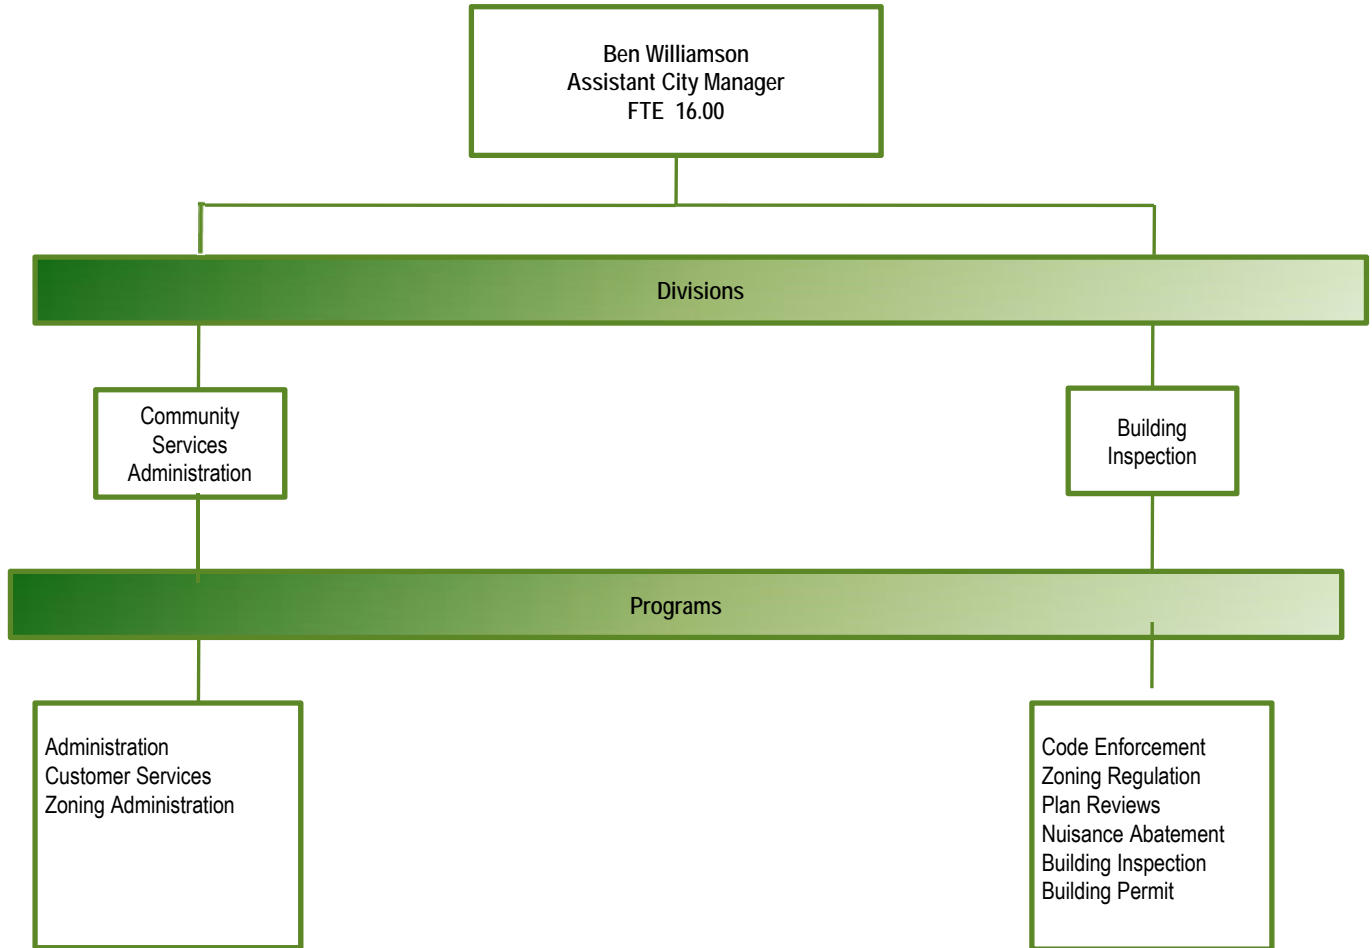 Ben Williamson
Assistant City Manager
FTE 16.00
Divisions
Community
Services
Administration
Building
Inspection
Programs
Administration
Customer Services
Zoning Administration
Code Enforcement
Zoning Regulation
Plan Reviews
Nuisance Abatement
Building Inspection
Building Permit